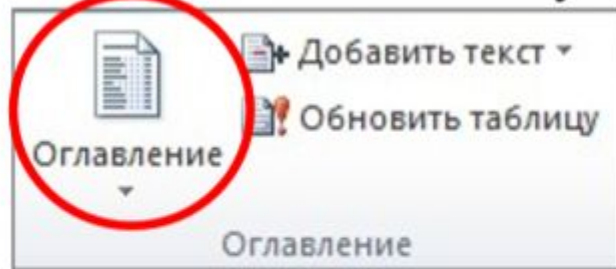 Добавить текст
Обновить таблицу
Оглавление
Оглавление